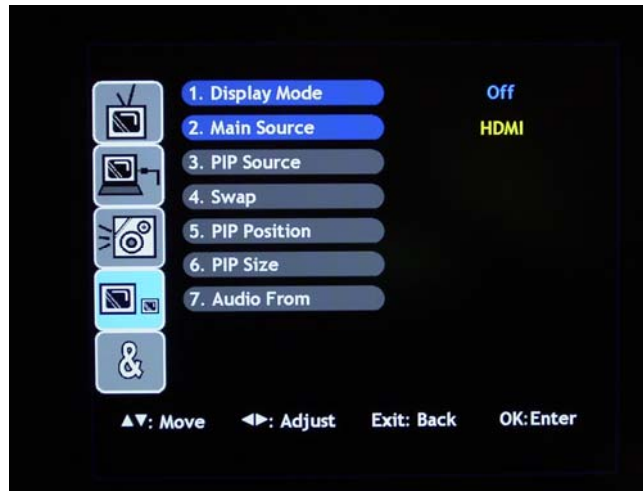 1. Display Mode Off
2. Main Source HDMI
3. PIP Source
4. Swap
5. PIP Position
6. PIP Size
7. Audio From
&
▲▼: Move ◀▶: Adjust Exit: Back OK:Enter